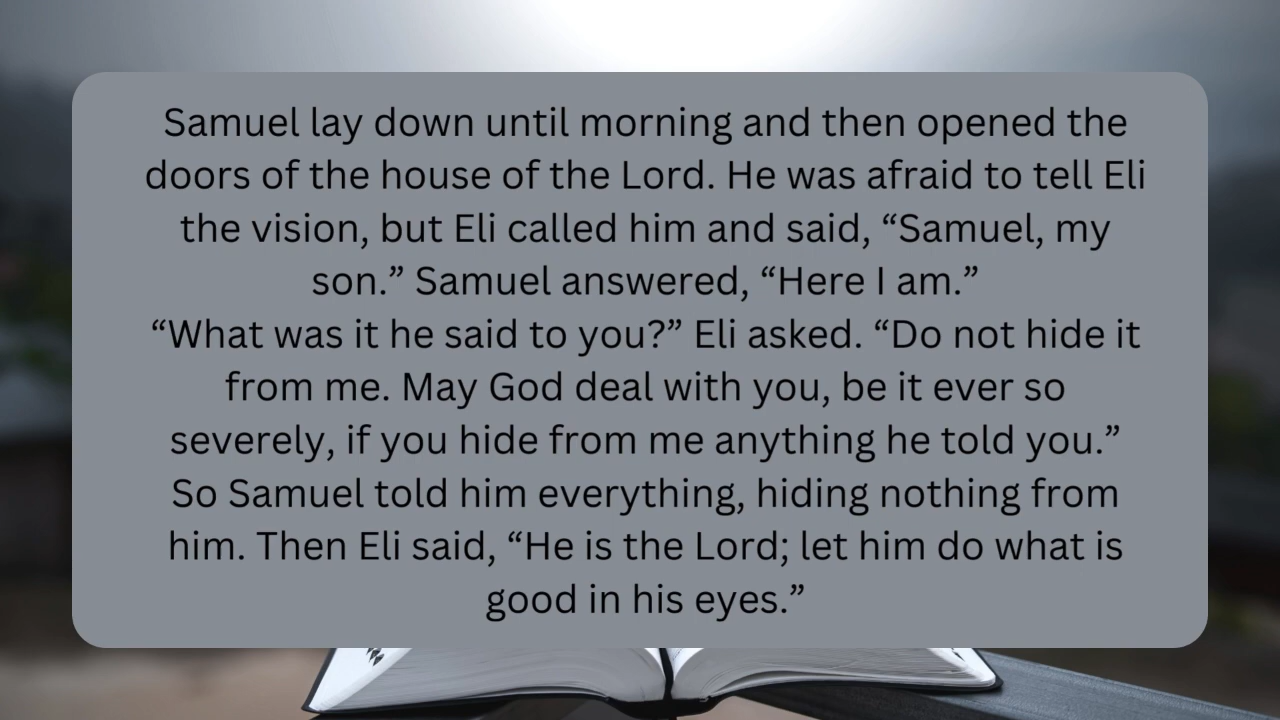 Samuel lay down until morning and then opened the
doors of the house of the Lord. He was afraid to tell Eli
the vision, but Eli called him and said, “Samuel, my
son.” Samuel answered, “Here I am.”
“What was it he said to you?” Eli asked. “Do not hide it
from me. May God deal with you, be it ever so
severely, if you hide from me anything he told you.”
So Samuel told him everything, hiding nothing from
him. Then Eli said, “He is the Lord; let him do what is
good in his eyes.”